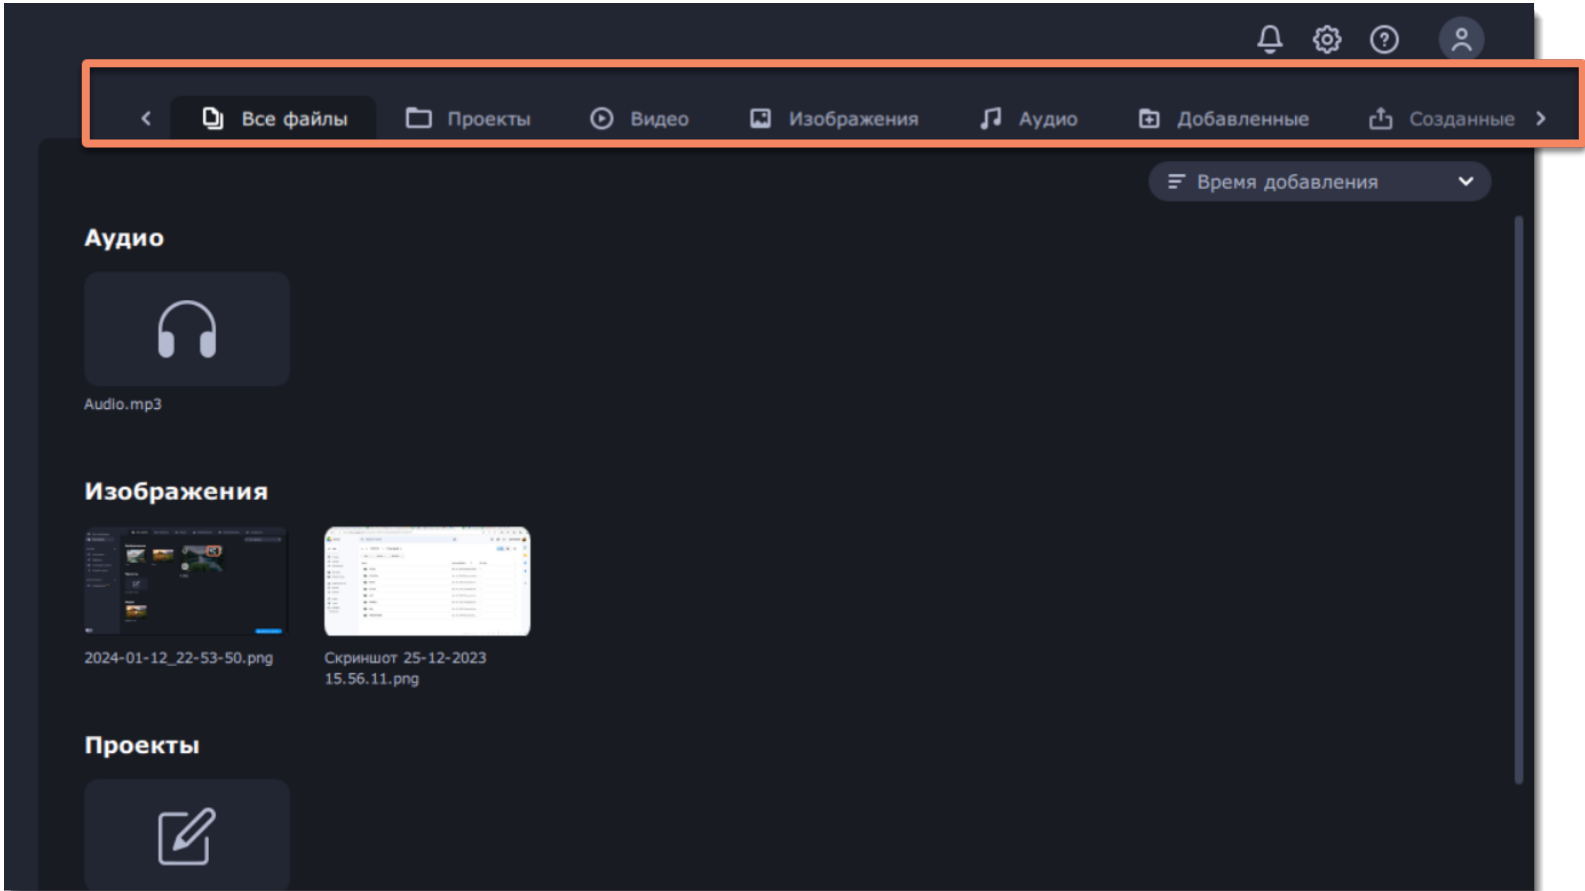 Все файлы Проекты Видео Изображения Аудио Добавленные Созданные
Время добавления
Аудио
Audio.mp3
Изображения
2024-01-12_22-53-50.png
Скриншот 25-12-2023
15.56.11.png
Проекты